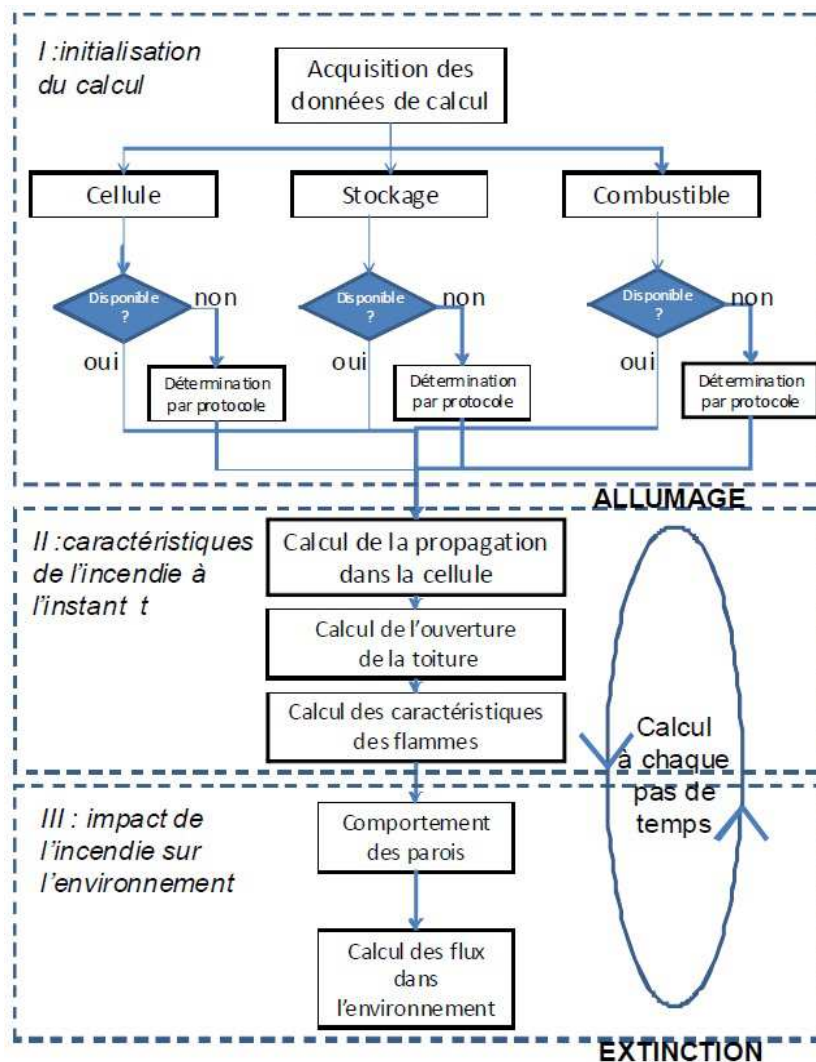 I :initialisation
du calcul
Acquisition des
données de calcul
Cellule
Stockage
Combustible
Disponible
?
non
oui
Disponible
?
non
oui
Disponible
?
non
oui
Détermination
par protocole
Détermination
par protocole
Détermination
par protocole
ALLUMAGE
II :caractéristiques
de l'incendie à
l'instant t
Calcul de la propagation
dans la cellule
Calcul de l'ouverture
de la toiture
Calcul des caractéristiques
des flammes
Calcul
à chaque
pas de
temps
III : impact de
l'incendie sur
l'environnement
Comportement
des parois
Calcul des flux
dans
l'environnement
EXTINCTION